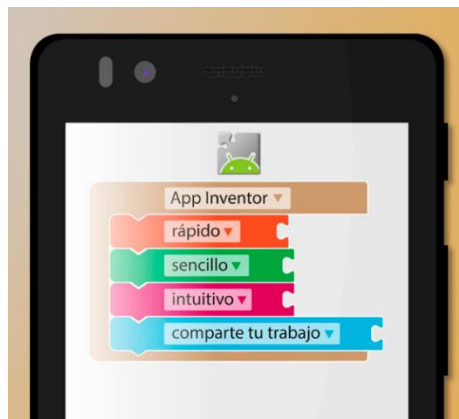 App Inventor
rápido
sencillo
intuitivo
comparte tu trabajo